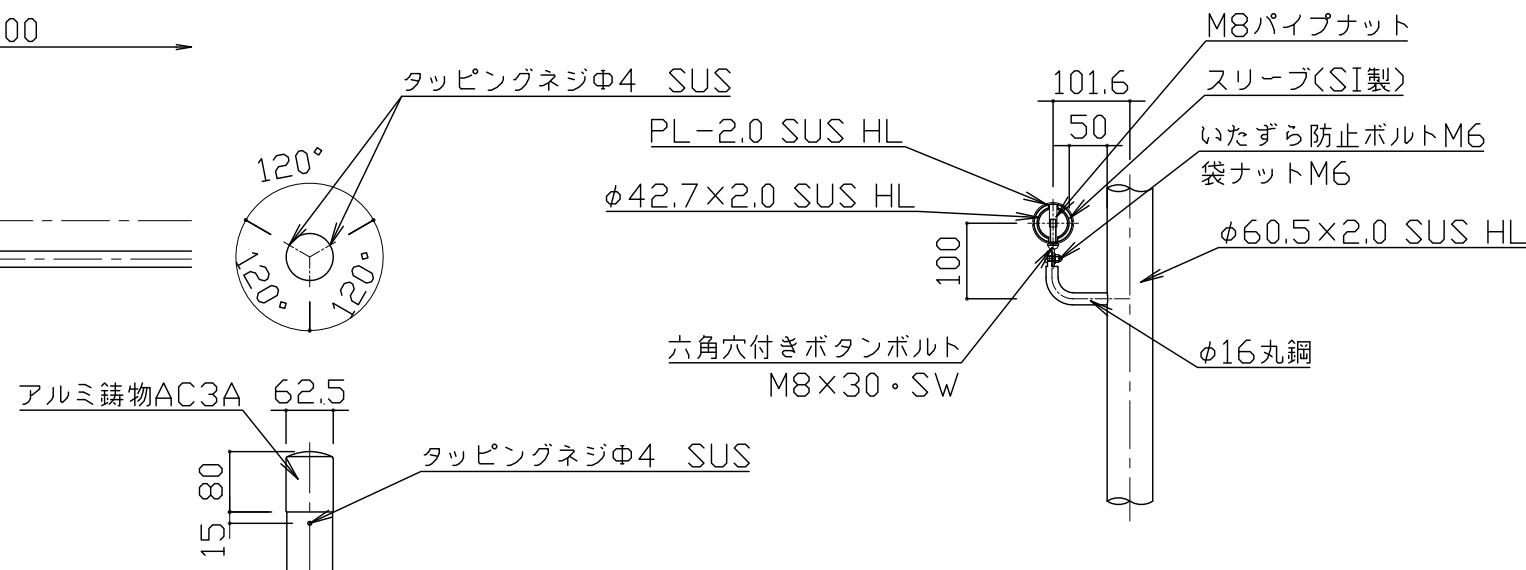 00
タッピングネジΦ4 SUS
120°
120°
120°
アルミ鋳物AC3A
62.5
80
15
タッピングネジΦ4 SUS
M8パイプナット
101.6
スリーブ(SI製)
50
PL-2.0 SUS HL
いたずら防止ボルトM6
袋ナットM6
φ42.7×2.0 SUS HL
φ60.5×2.0 SUS HL
100
六角穴付きボタンボルト
M8×30・SW
φ16丸鋼